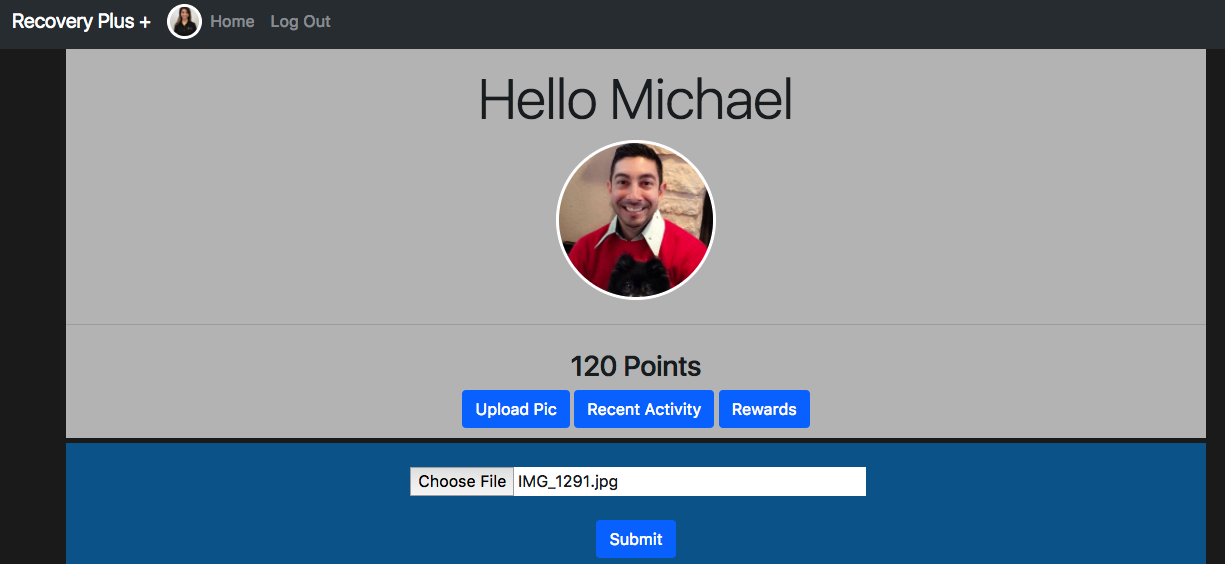 Recovery Plus + Home Log Out
Hello Michael
120 Points
Upload Pic Recent Activity Rewards
Choose File IMG_1291.jpg
Submit